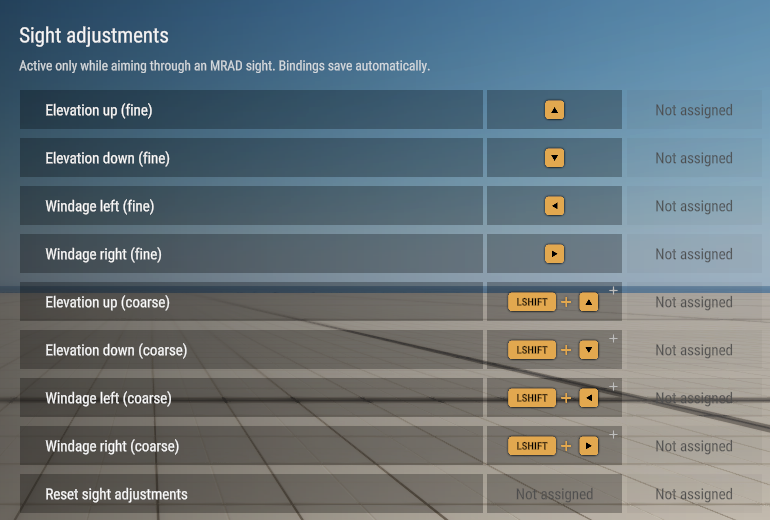 Sight adjustments
Active only while aiming through an MRAD sight. Bindings save automatically.
Elevation up (fine) ▲ Not assigned
Elevation down (fine) ▼ Not assigned
Windage left (fine) ◄ Not assigned
Windage right (fine) ► Not assigned
Elevation up (coarse) LSHIFT + ▲ + Not assigned
Elevation down (coarse) LSHIFT + ▼ + Not assigned
Windage left (coarse) LSHIFT + ◄ + Not assigned
Windage right (coarse) LSHIFT + ► + Not assigned
Reset sight adjustments Not assigned Not assigned